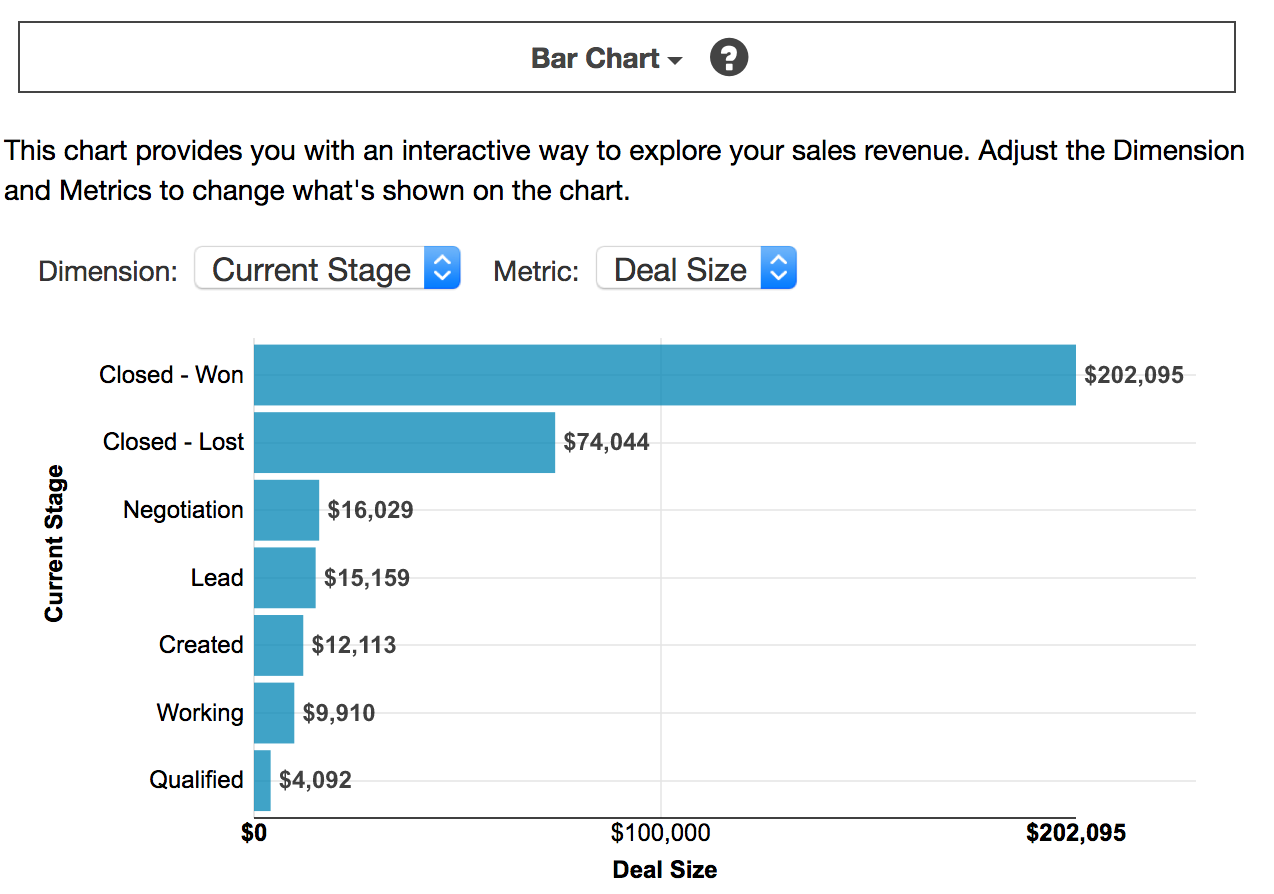 Bar Chart ?
This chart provides you with an interactive way to explore your sales revenue. Adjust the Dimension
and Metrics to change what's shown on the chart.
Dimension: Current Stage Metric: Deal Size
Current Stage
Closed - Won $202,095
Closed - Lost $74,044
Negotiation $16,029
Lead $15,159
Created $12,113
Working $9,910
Qualified $4,092
$0 $100,000 $202,095
Deal Size